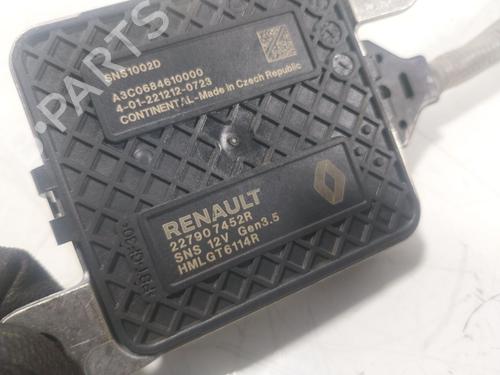 SNS1002D
A3C0684610000
4-01-221212-0723
CONTINENTAL-Made in Czech Republic
RENAULT
227907452R
SNS 12V Gen3.5
HMLGT6114R
B-PARTS